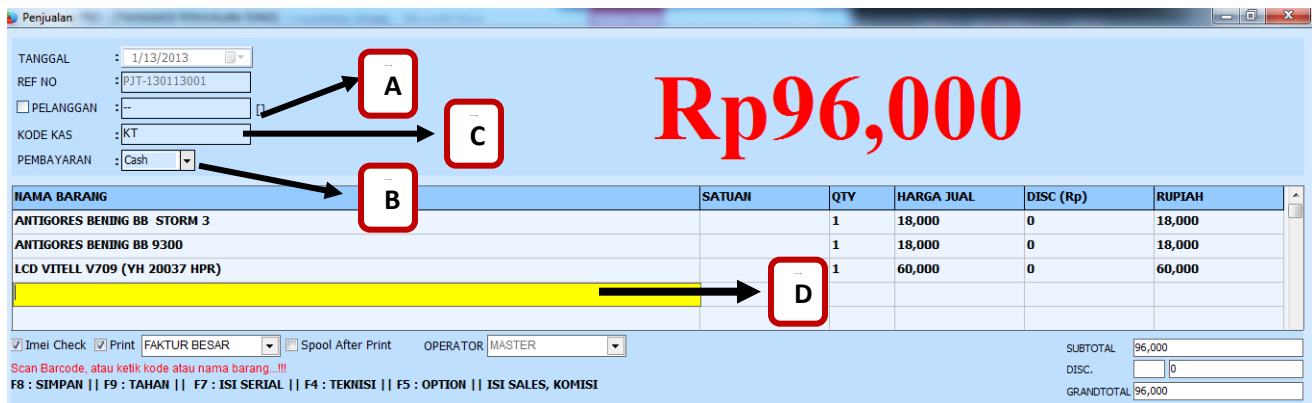 Penjualan
TANGGAL : 1/13/2013
REF NO : PJT-130113001
PELANGGAN : -- []
KODE KAS : KT
PEMBAYARAN : Cash
A
C
B
Rp96,000
NAMA BARANG SATUAN QTY HARGA JUAL DISC (Rp) RUPIAH
ANTIGORES BENING BB STORM 3 1 18,000 0 18,000
ANTIGORES BENING BB 9300 1 18,000 0 18,000
LCD VITELL V709 (YH 20037 HPR) 1 60,000 0 60,000
D
Imei Check Print FAKTUR BESAR Spool After Print OPERATOR MASTER
Scan Barcode, atau ketik kode atau nama barang...!!!
F8 : SIMPAN || F9 : TAHAN || F7 : ISI SERIAL || F4 : TEKNISI || F5 : OPTION || ISI SALES, KOMISI
SUBTOTAL 96,000
DISC. 0
GRANDTOTAL 96,000